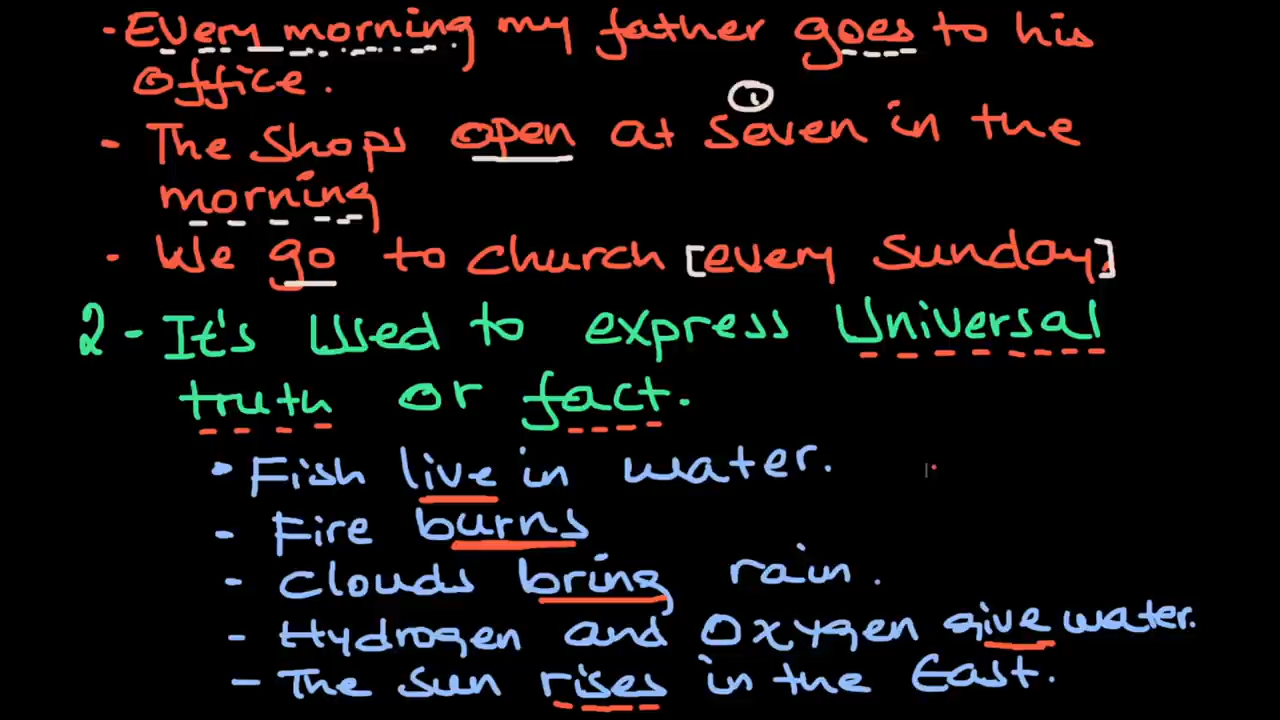 - Every morning my father goes to his
office.
①
- The Shops open at Seven in the
morning
- We go to church [every Sunday.]
2 - It's Used to express Universal
truth or fact.
• Fish live in water.
- Fire burns
- Clouds bring rain.
- Hydrogen and Oxygen give water.
- The Sun rises in the East.